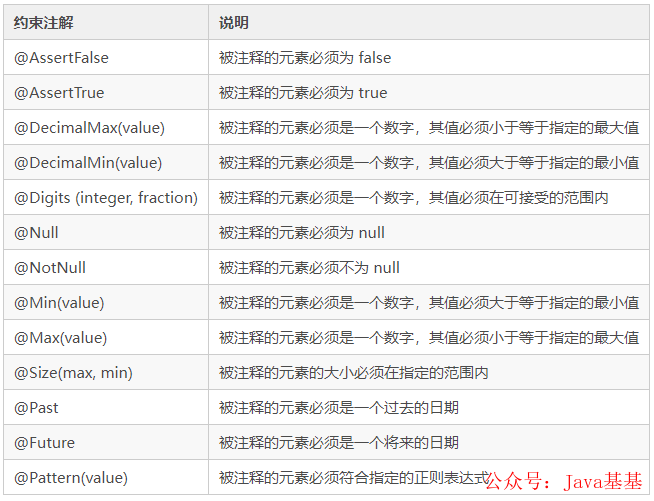 约束注解 说明
@AssertFalse 被注释的元素必须为 false
@AssertTrue 被注释的元素必须为 true
@DecimalMax(value) 被注释的元素必须是一个数字，其值必须小于等于指定的最大值
@DecimalMin(value) 被注释的元素必须是一个数字，其值必须大于等于指定的最小值
@Digits (integer, fraction) 被注释的元素必须是一个数字，其值必须在可接受的范围内
@Null 被注释的元素必须为 null
@NotNull 被注释的元素必须不为 null
@Min(value) 被注释的元素必须是一个数字，其值必须大于等于指定的最小值
@Max(value) 被注释的元素必须是一个数字，其值必须小于等于指定的最大值
@Size(max, min) 被注释的元素的大小必须在指定的范围内
@Past 被注释的元素必须是一个过去的日期
@Future 被注释的元素必须是一个将来的日期
@Pattern(value) 被注释的元素必须符合指定的正则表达式
公众号：Java基基